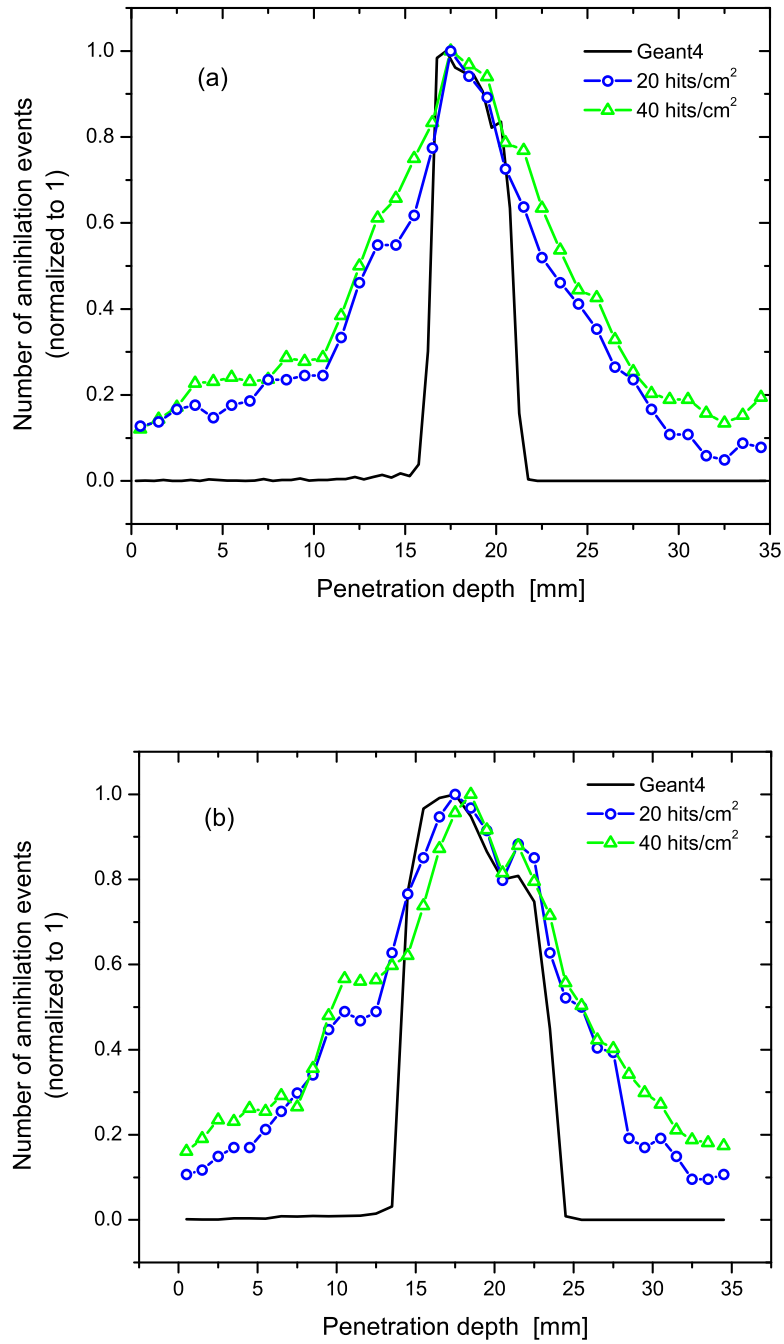 (a)
Geant4
20 hits/cm²
40 hits/cm²
Number of annihilation events
(normalized to 1)
1.0
0.8
0.6
0.4
0.2
0.0
0 5 10 15 20 25 30 35
Penetration depth [mm]
(b)
Geant4
20 hits/cm²
40 hits/cm²
Number of annihilation events
(normalized to 1)
1.0
0.8
0.6
0.4
0.2
0.0
0 5 10 15 20 25 30 35
Penetration depth [mm]